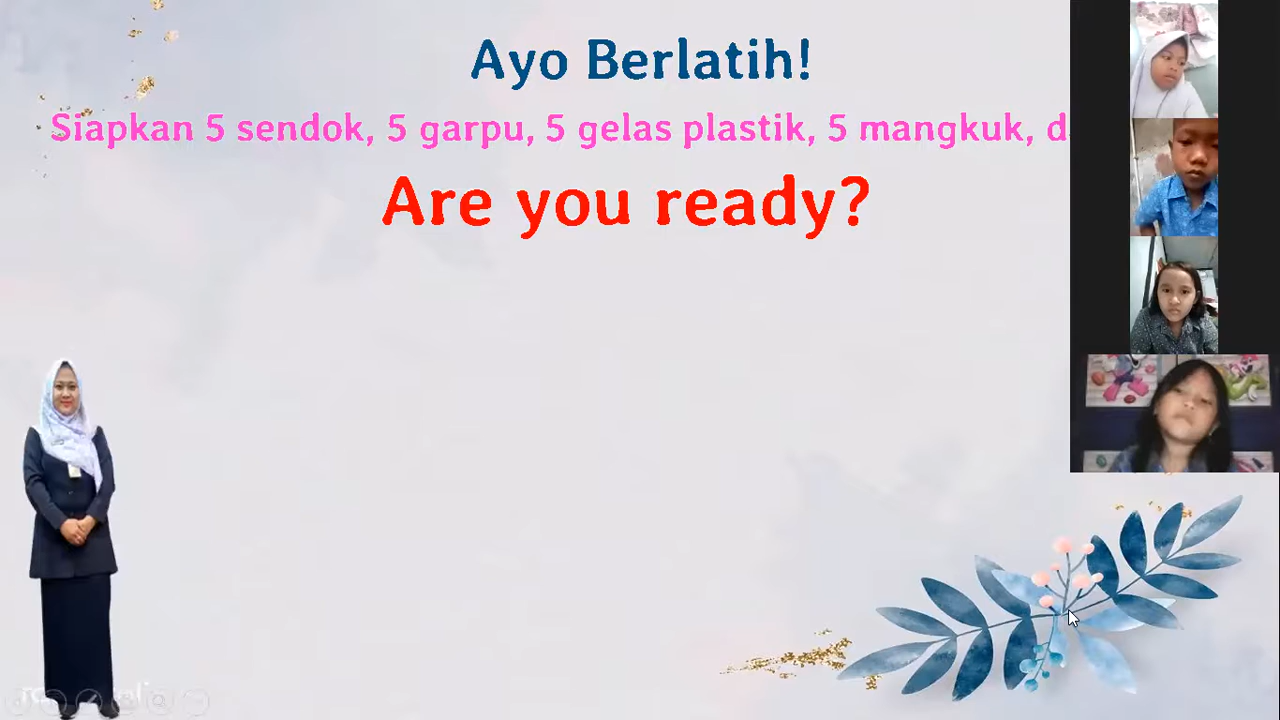 Ayo Berlatih!
Siapkan 5 sendok, 5 garpu, 5 gelas plastik, 5 mangkuk,
Are you ready?